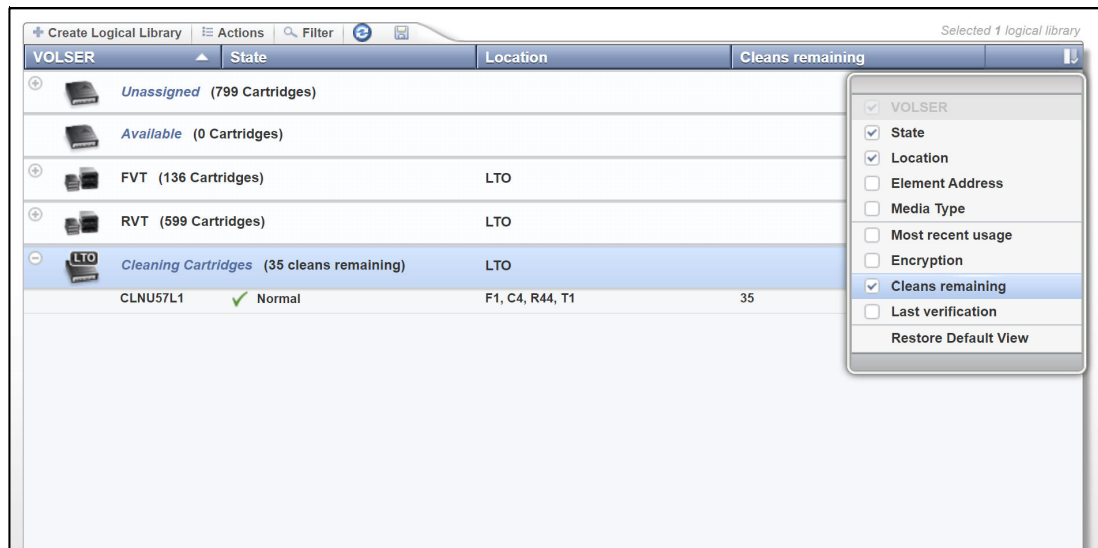 Create Logical Library Actions Filter Selected 1 logical library
VOLSER State Location Cleans remaining
Unassigned (799 Cartridges)
Available (0 Cartridges)
FVT (136 Cartridges) LTO
RVT (599 Cartridges) LTO
LTO Cleaning Cartridges (35 cleans remaining) LTO
CLNU57L1 Normal F1, C4, R44, T1 35
VOLSER
State
Location
Element Address
Media Type
Most recent usage
Encryption
Cleans remaining
Last verification
Restore Default View